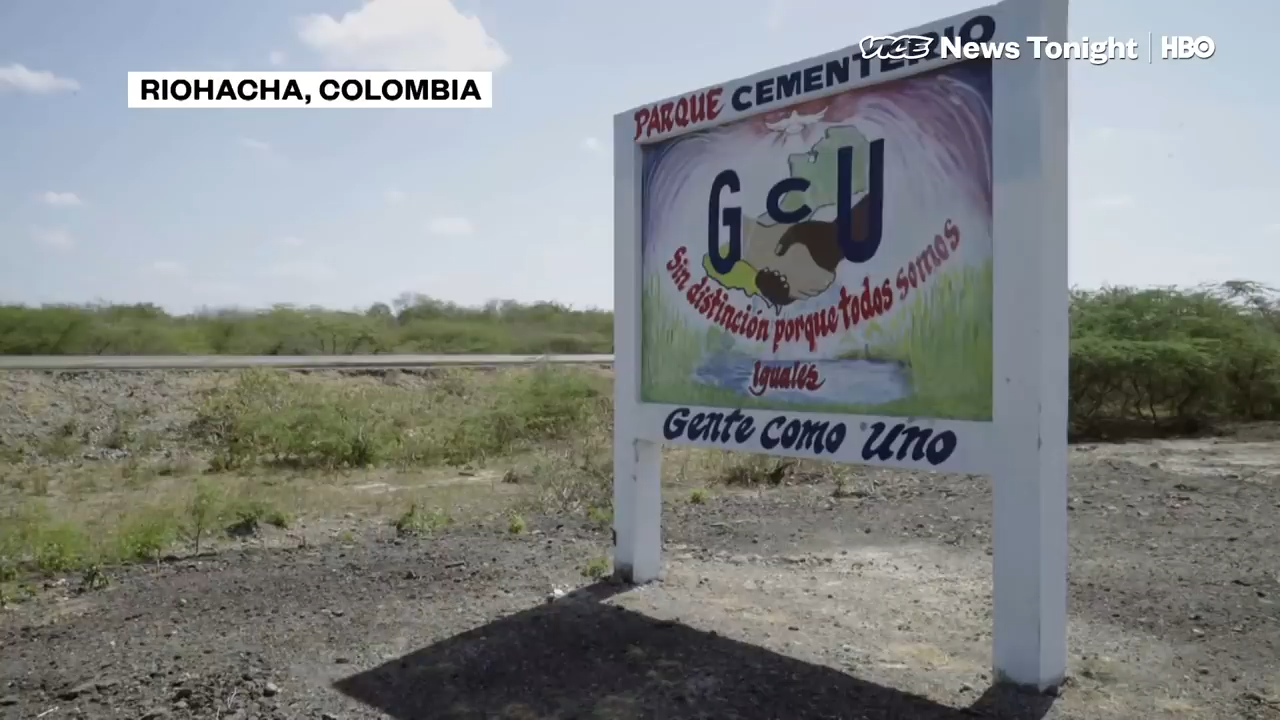 VICE News Tonight | HBO
RIOHACHA, COLOMBIA
PARQUE CEMENTERIO
GCU
Sin distinción porque todos somos
Iguales
Gente como Uno